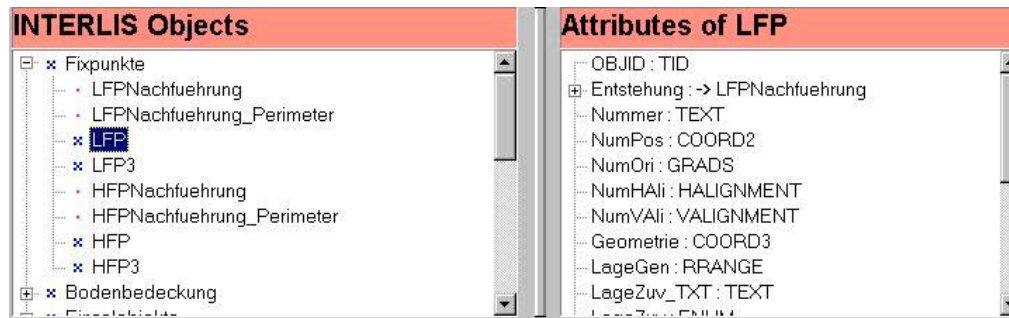 INTERLIS Objects
Fixpunkte
LFPNachfuehrung
LFPNachfuehrung_Perimeter
LFP
LFP3
HFPNachfuehrung
HFPNachfuehrung_Perimeter
HFP
HFP3
Bodenbedeckung
Attributes of LFP
OBJID : TID
Entstehung : -> LFPNachfuehrung
Nummer : TEXT
NumPos : COORD2
NumOri : GRADS
NumHAli : HALIGNMENT
NumVAli : VALIGNMENT
Geometrie : COORD3
LageGen : RRANGE
LageZuv_TXT : TEXT